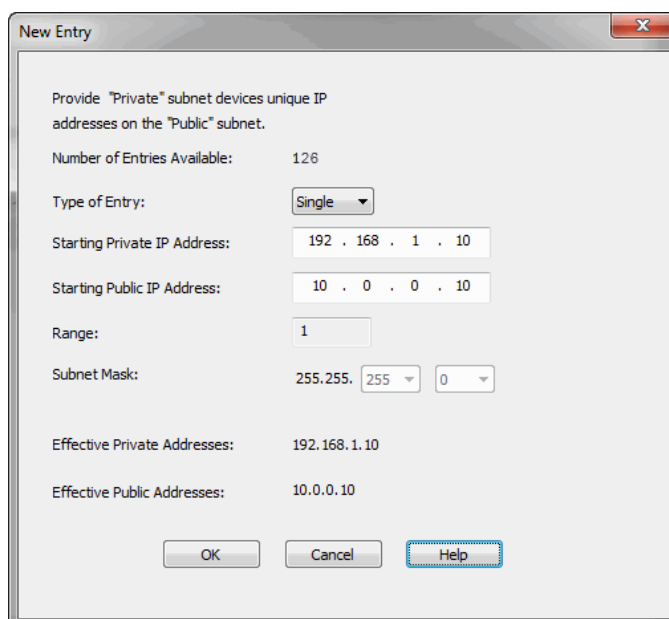 New Entry
Provide "Private" subnet devices unique IP
addresses on the "Public" subnet.
Number of Entries Available: 126
Type of Entry: Single
Starting Private IP Address: 192 . 168 . 1 . 10
Starting Public IP Address: 10 . 0 . 0 . 10
Range: 1
Subnet Mask: 255.255. 255 0
Effective Private Addresses: 192.168.1.10
Effective Public Addresses: 10.0.0.10
OK Cancel Help